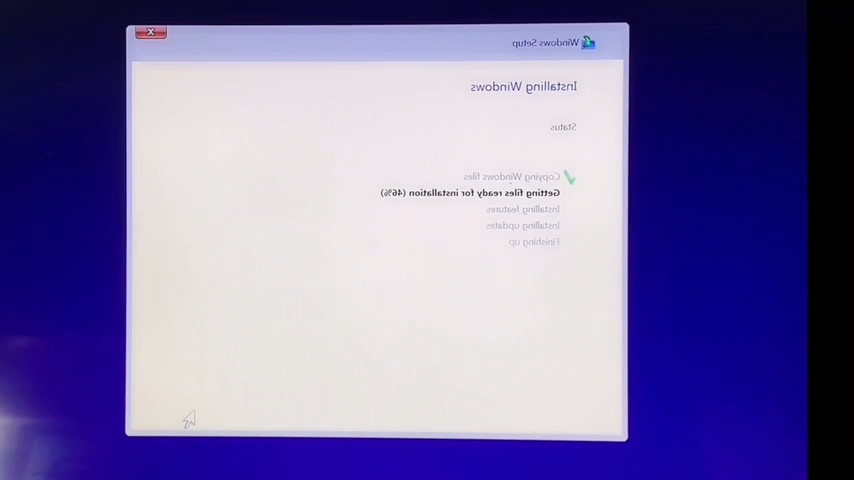 Windows Setup
Installing Windows
Status
Copying Windows files
Getting files ready for installation (46%)
Installing features
Installing updates
Finishing up